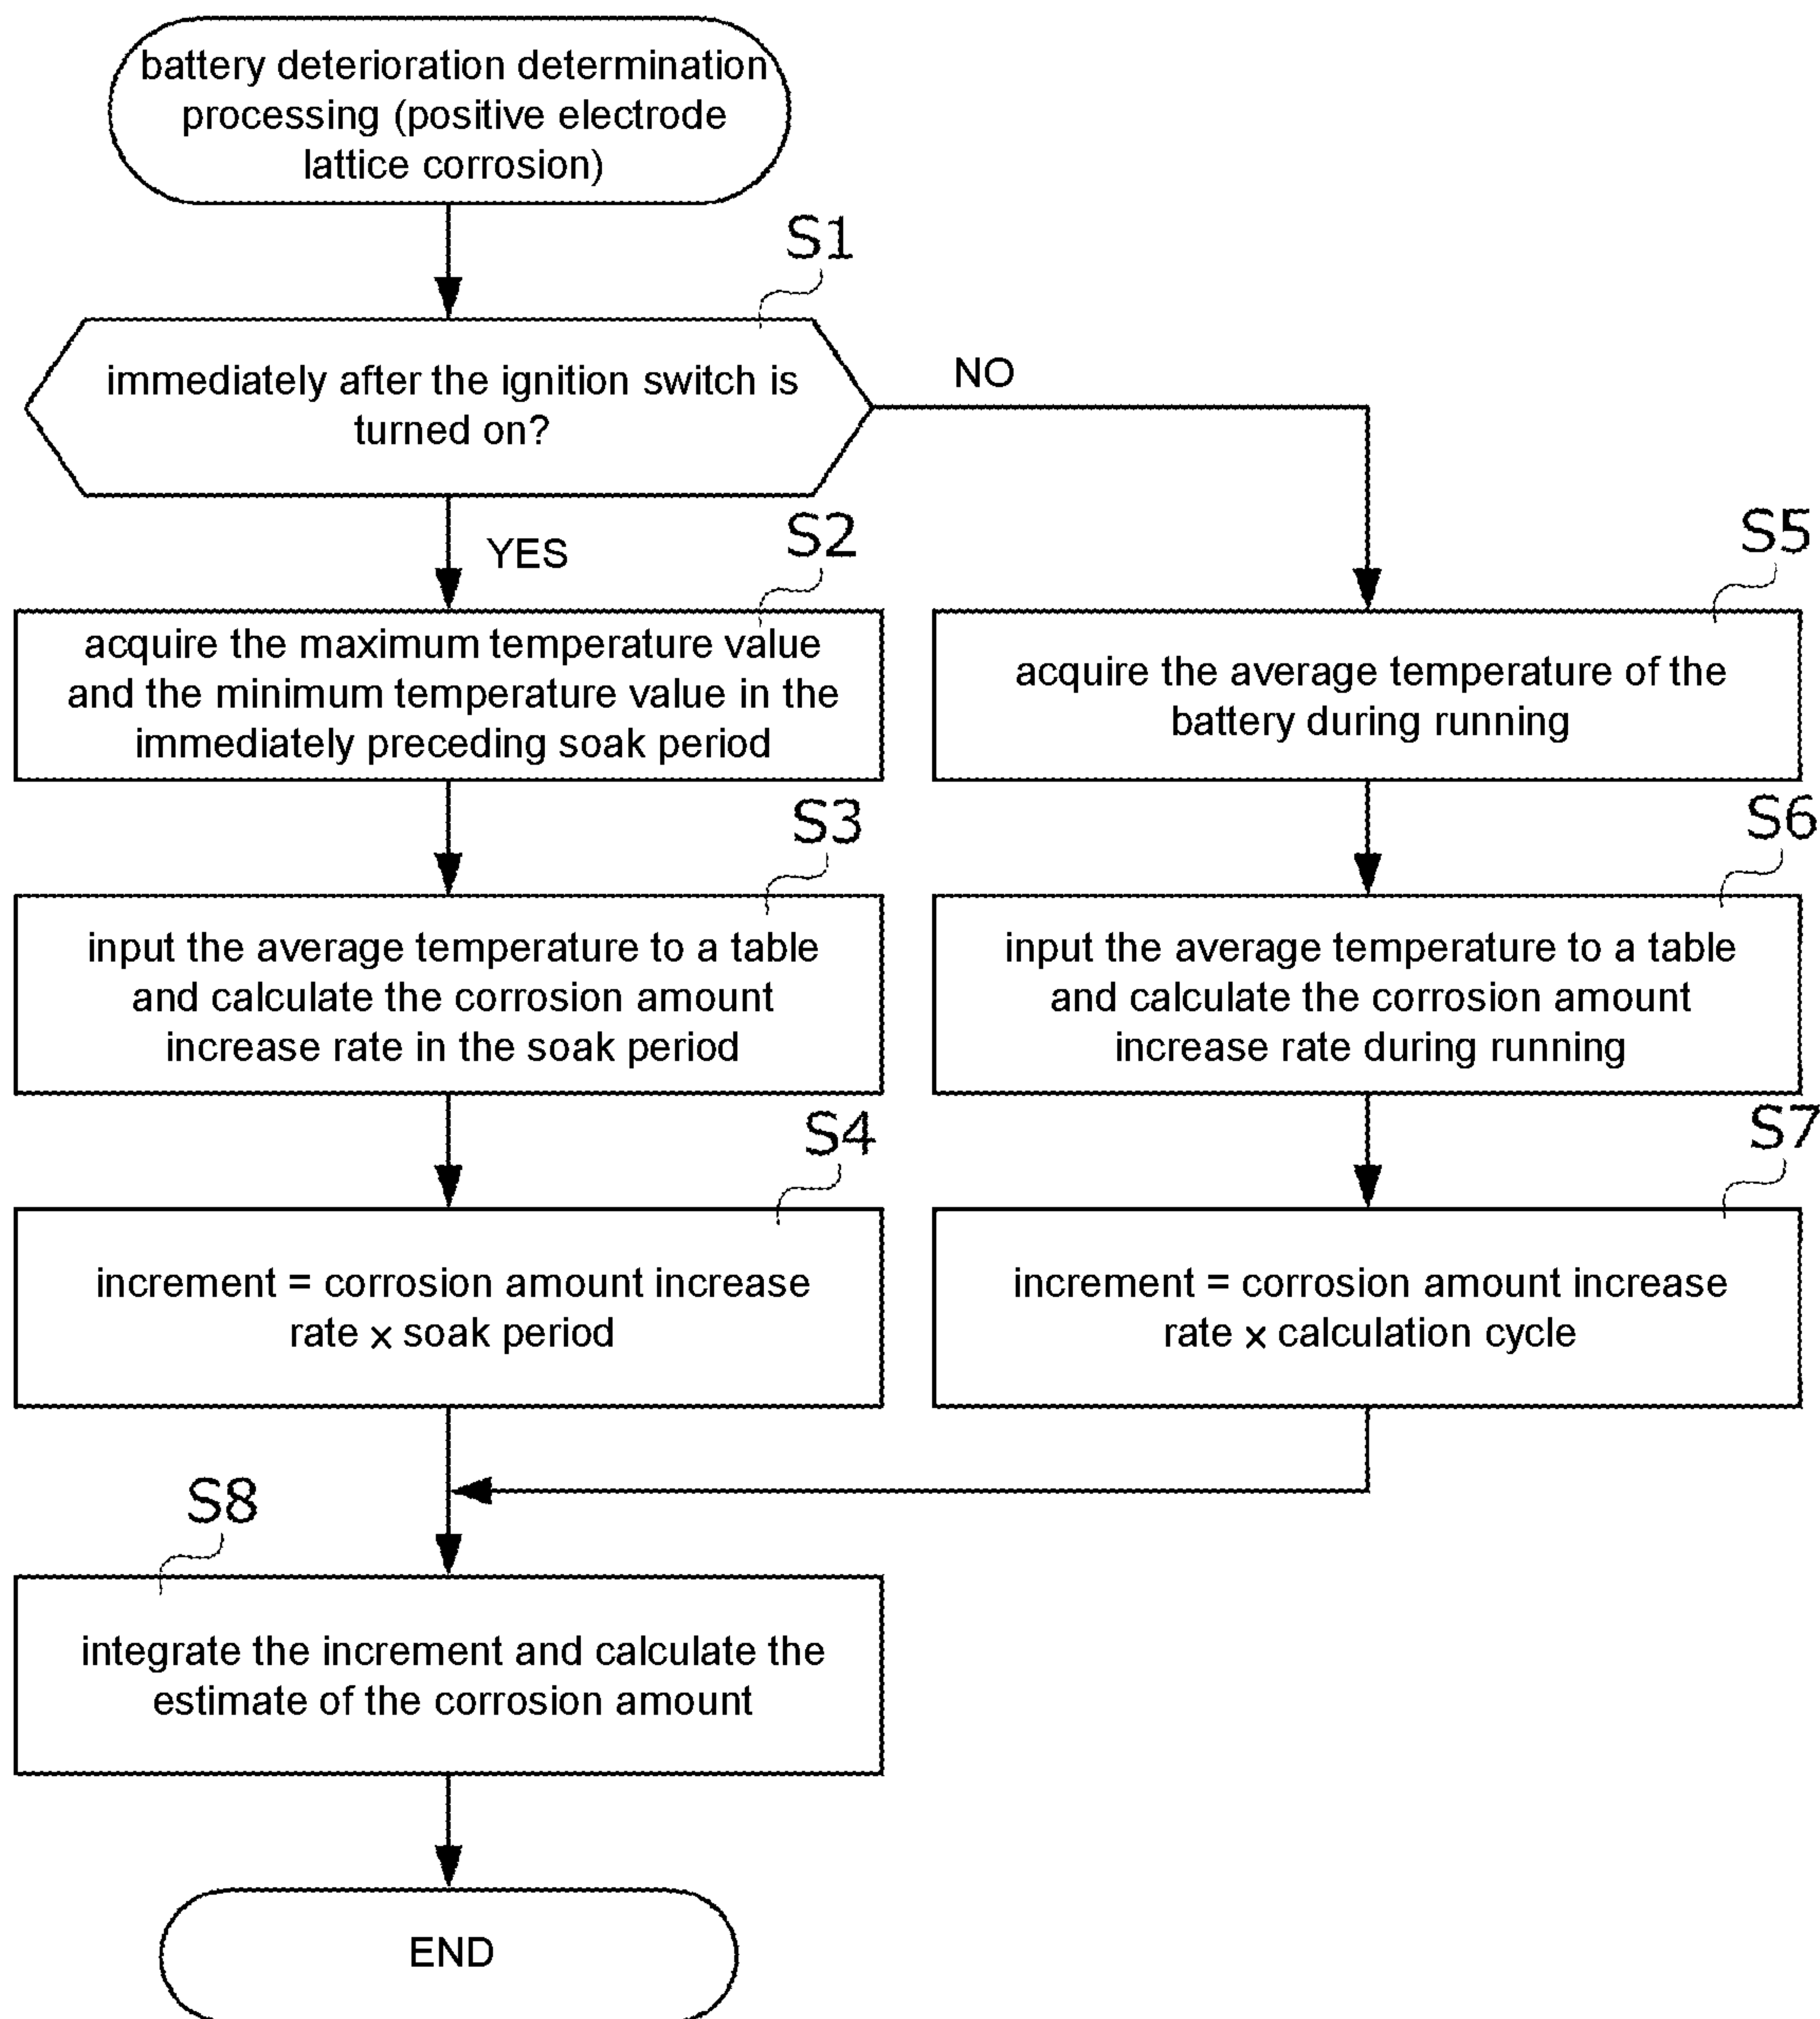 battery deterioration determination
processing (positive electrode
lattice corrosion)
S1
immediately after the ignition switch is
turned on?
NO
YES
S2
acquire the maximum temperature value
and the minimum temperature value in the
immediately preceding soak period
S3
input the average temperature to a table
and calculate the corrosion amount
increase rate in the soak period
S4
increment = corrosion amount increase
rate x soak period
S5
acquire the average temperature of the
battery during running
S6
input the average temperature to a table
and calculate the corrosion amount
increase rate during running
S7
increment = corrosion amount increase
rate x calculation cycle
S8
integrate the increment and calculate the
estimate of the corrosion amount
END